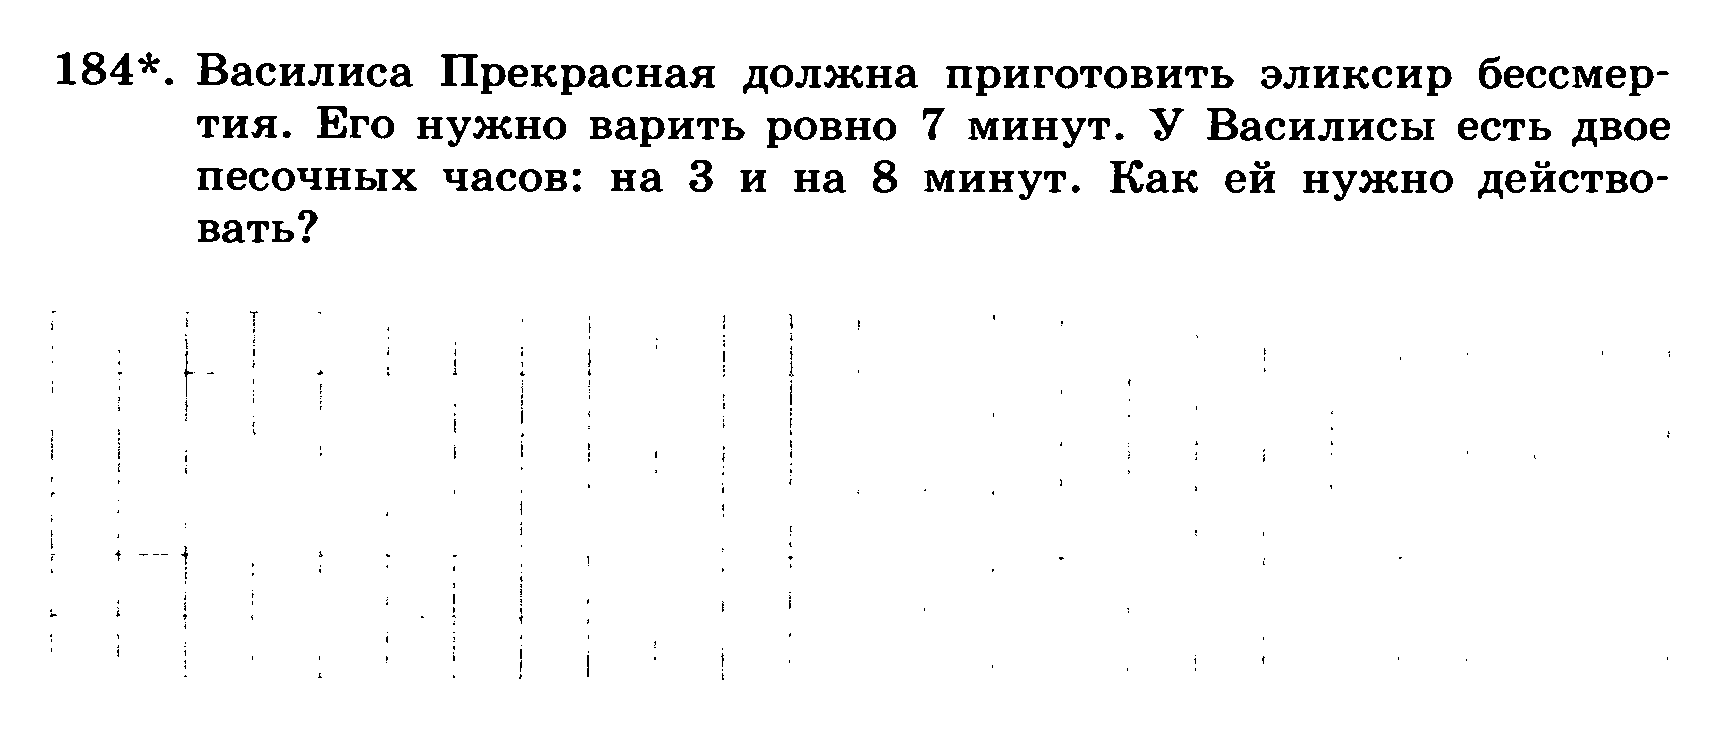 184*. Василиса Прекрасная должна приготовить эликсир бессмер-
тия. Его нужно варить ровно 7 минут. У Василисы есть двое
песочных часов: на 3 и на 8 минут. Как ей нужно действо-
вать?